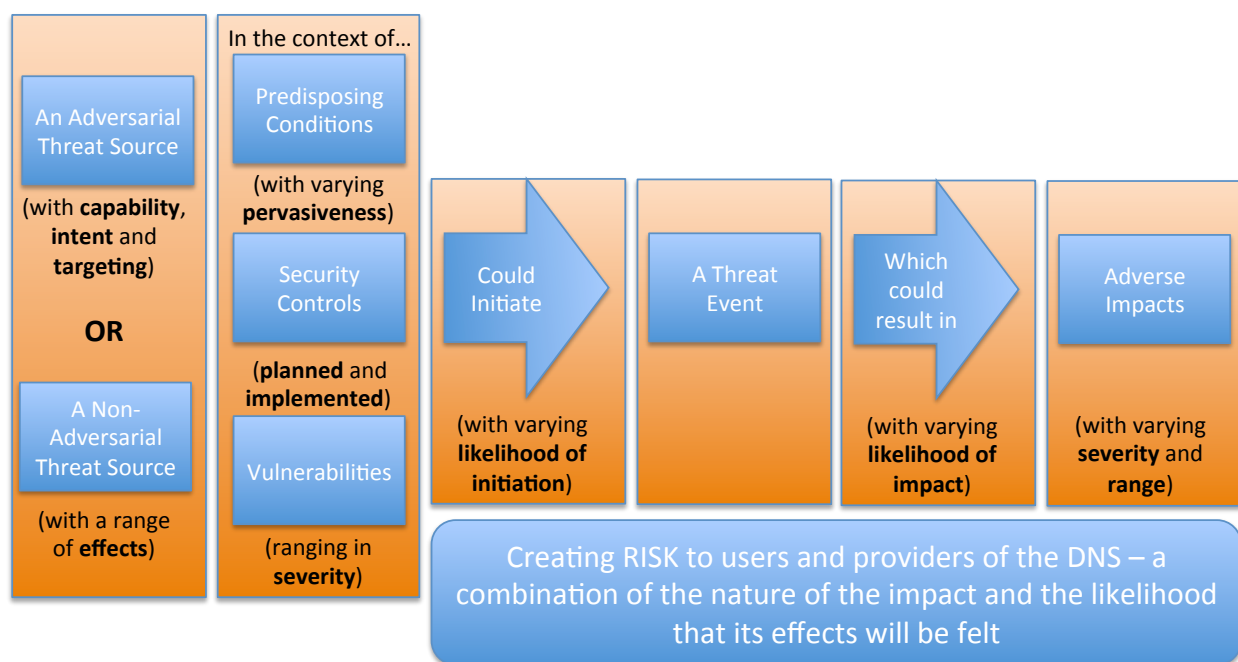 An Adversarial
Threat Source
(with capability,
intent and
targeting)
OR
A Non-
Adversarial
Threat Source
(with a range
of effects)
In the context of…
Predisposing
Conditions
(with varying
pervasiveness)
Security
Controls
(planned and
implemented)
Vulnerabilities
(ranging in
severity)
Could
Initiate
(with varying
likelihood of
initiation)
A Threat
Event
Which
could
result in
(with varying
likelihood of
impact)
Adverse
Impacts
(with varying
severity and
range)
Creating RISK to users and providers of the DNS – a
combination of the nature of the impact and the likelihood
that its effects will be felt